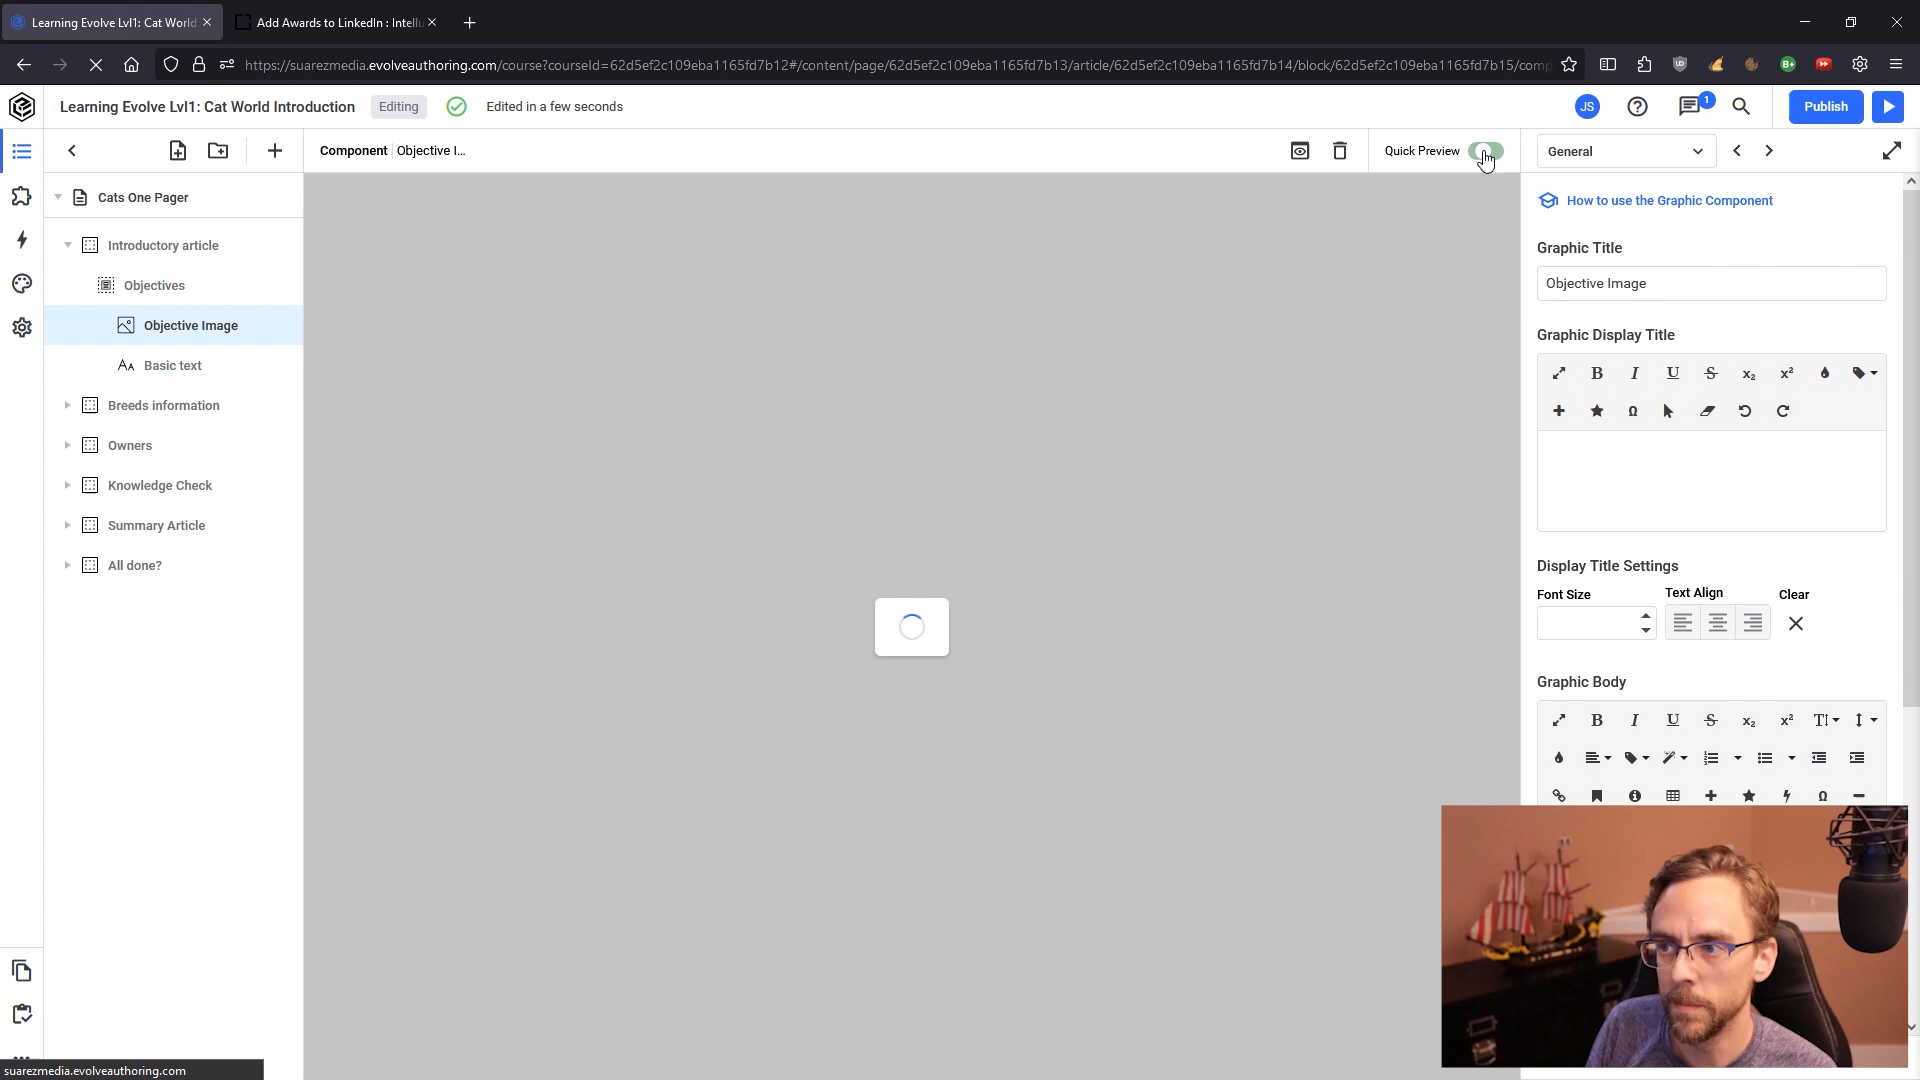 Learning Evolve Lvl1: Cat World
Add Awards to LinkedIn : Intellu
https://suarezmedia.evolveauthoring.com/course?courseId=62d5ef2c109eba1165fd7b12#/content/page/62d5ef2c109eba1165fd7b13/article/62d5ef2c109eba1165fd7b14/block/62d5ef2c109eba1165fd7b15/comp
Learning Evolve Lvl1: Cat World Introduction
Editing
Edited in a few seconds
JS
1
Publish
Component
Objective I...
Quick Preview
General
Cats One Pager
Introductory article
Objectives
Objective Image
Basic text
Breeds information
Owners
Knowledge Check
Summary Article
All done?
How to use the Graphic Component
Graphic Title
Objective Image
Graphic Display Title
Display Title Settings
Font Size
Text Align
Clear
Graphic Body
suarezmedia.evolveauthoring.com